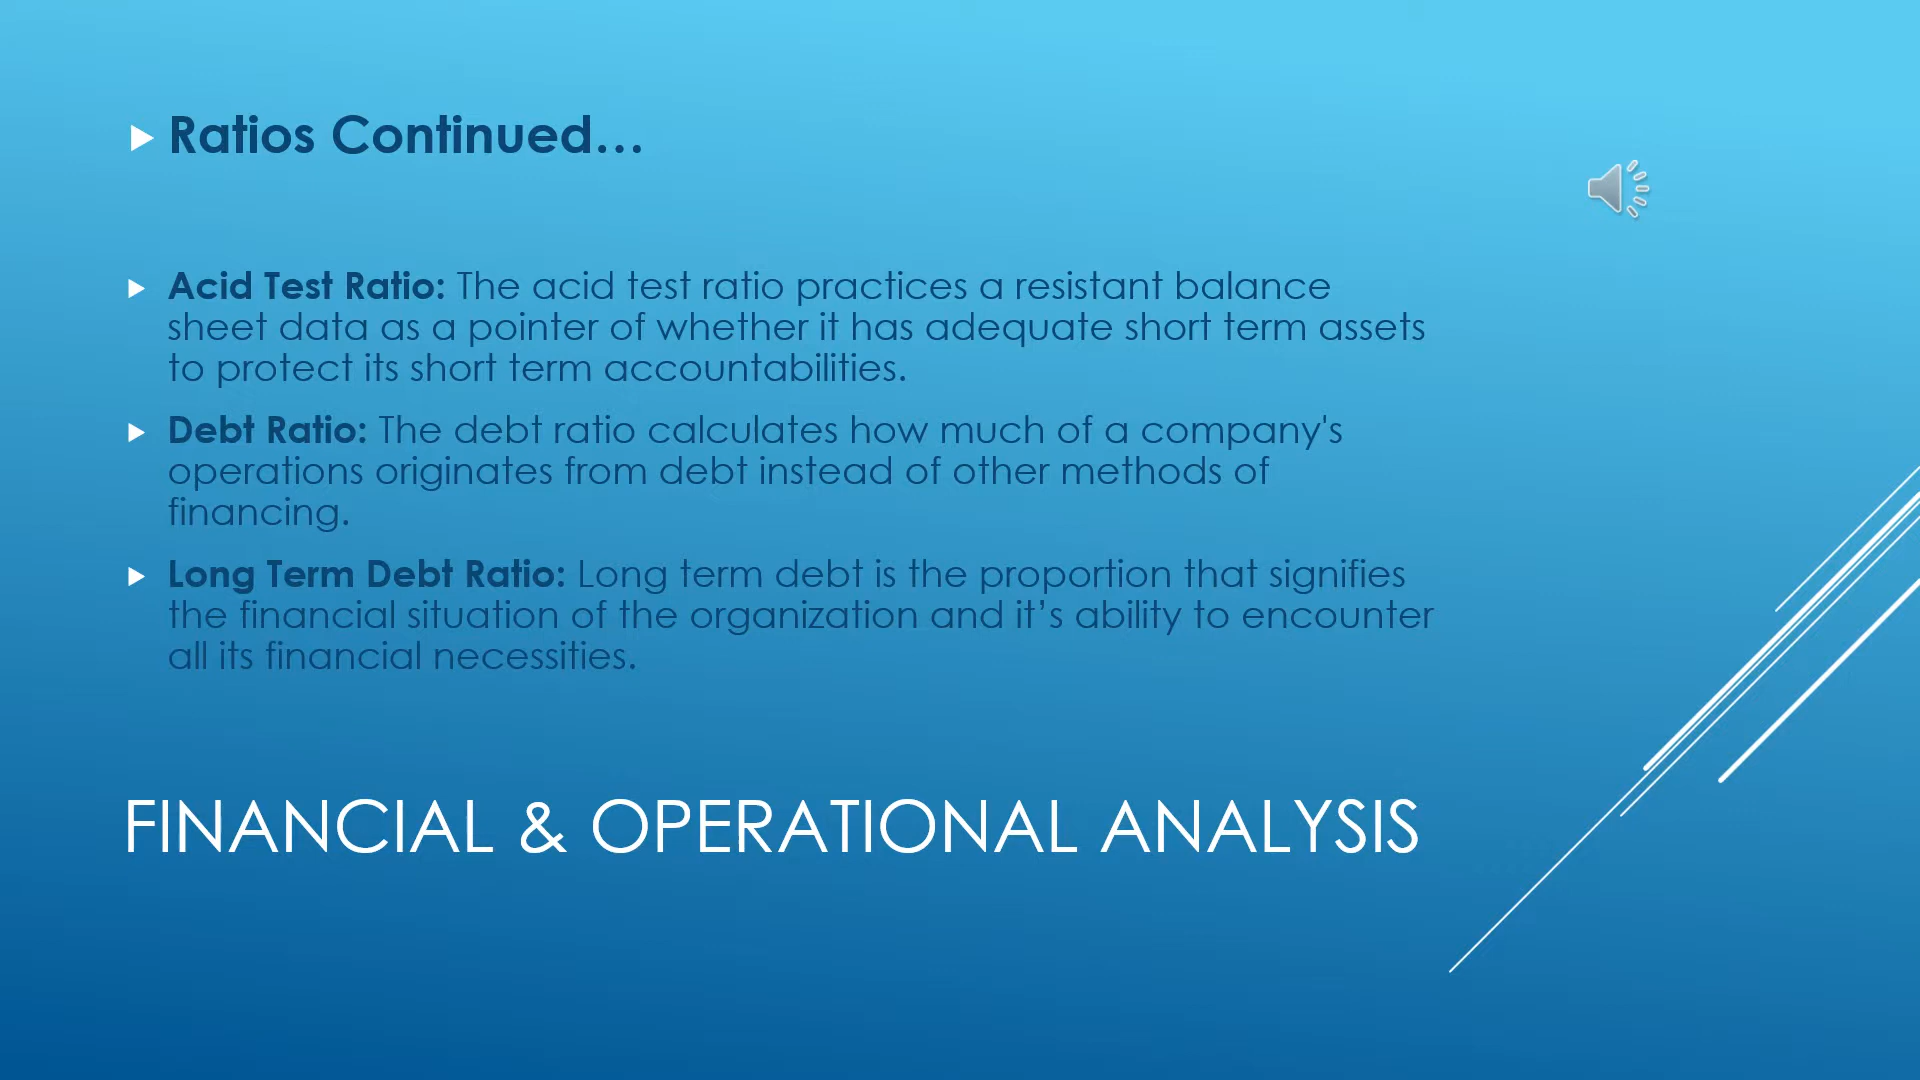 Ratios Continued…
Acid Test Ratio: The acid test ratio practices a resistant balance
sheet data as a pointer of whether it has adequate short term assets
to protect its short term accountabilities.
Debt Ratio: The debt ratio calculates how much of a company's
operations originates from debt instead of other methods of
financing.
Long Term Debt Ratio: Long term debt is the proportion that signifies
the financial situation of the organization and it’s ability to encounter
all its financial necessities.
FINANCIAL & OPERATIONAL ANALYSIS